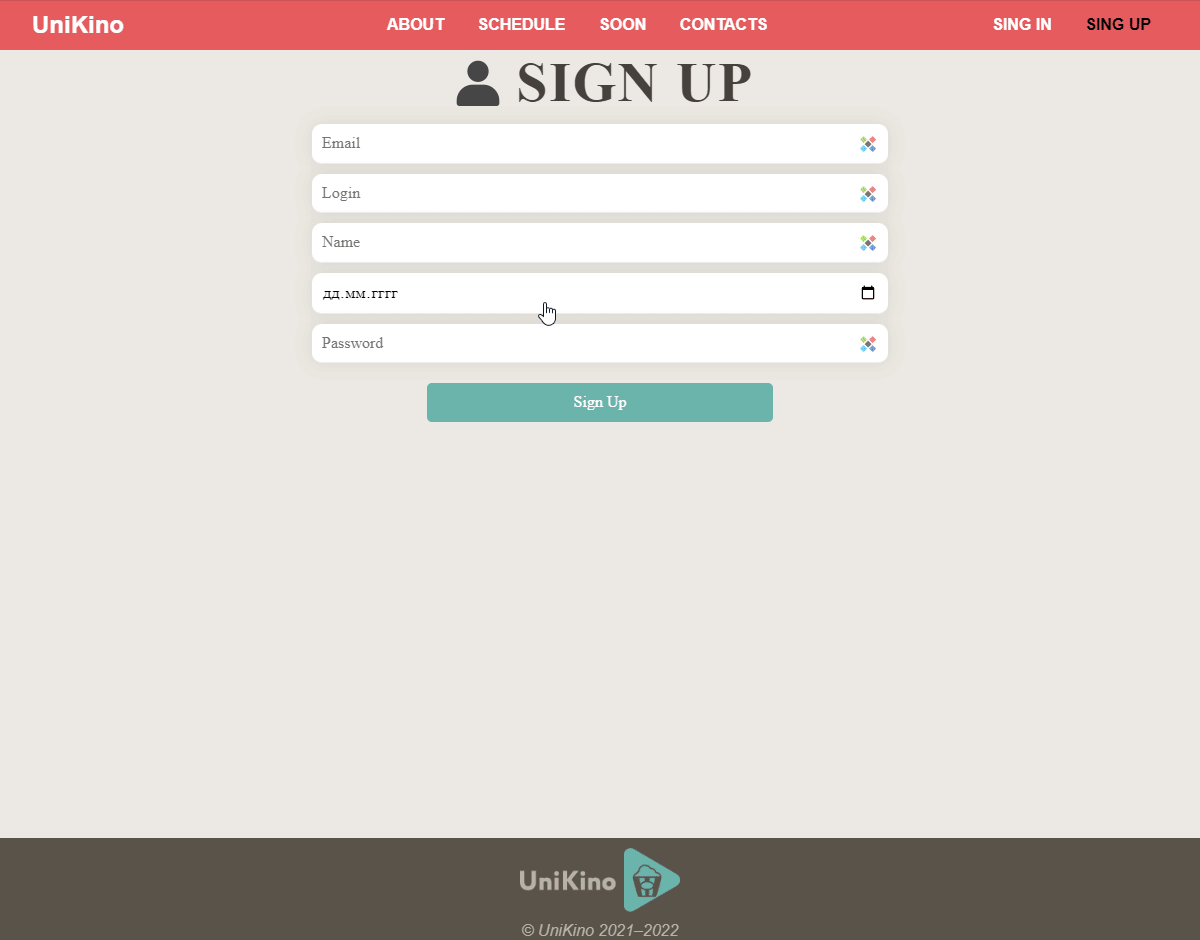 UniKino ABOUT SCHEDULE SOON CONTACTS SING IN SING UP
SIGN UP
Email
Login
Name
дд.мм.гггг
Password
Sign Up
UniKino
© UniKino 2021–2022